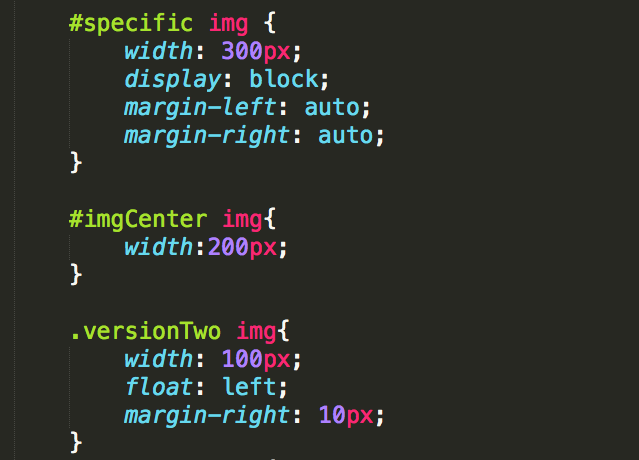 #specific img {
width: 300px;
display: block;
margin-left: auto;
margin-right: auto;
}
#imgCenter img{
width:200px;
}
.versionTwo img{
width: 100px;
float: left;
margin-right: 10px;
}